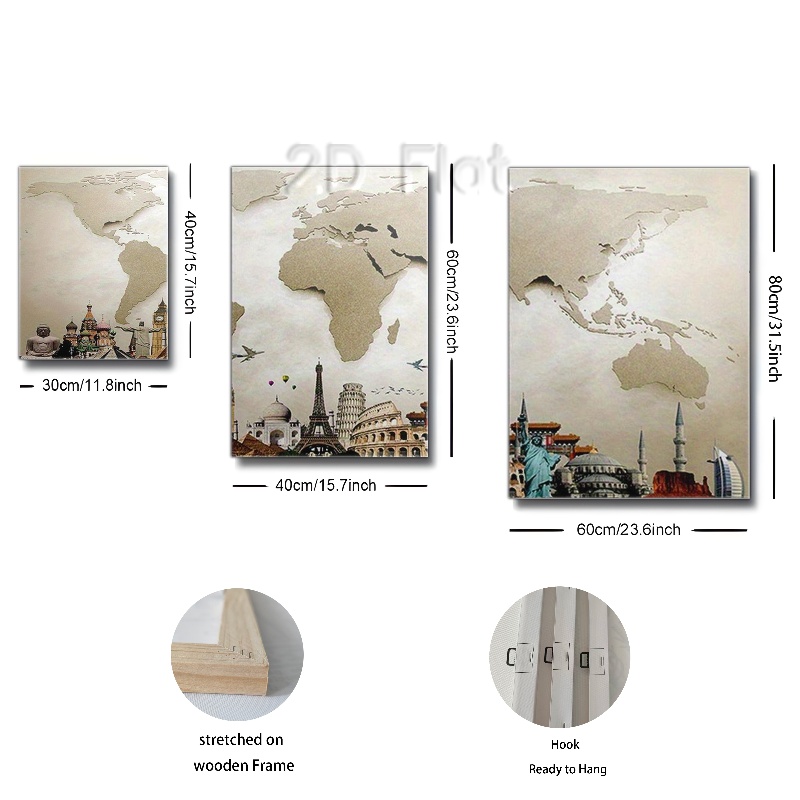 2D Flat
40cm/15.7inch
30cm/11.8inch
60cm/23.6inch
40cm/15.7inch
80cm/31.5inch
60cm/23.6inch
stretched on
wooden Frame
Hook
Ready to Hang